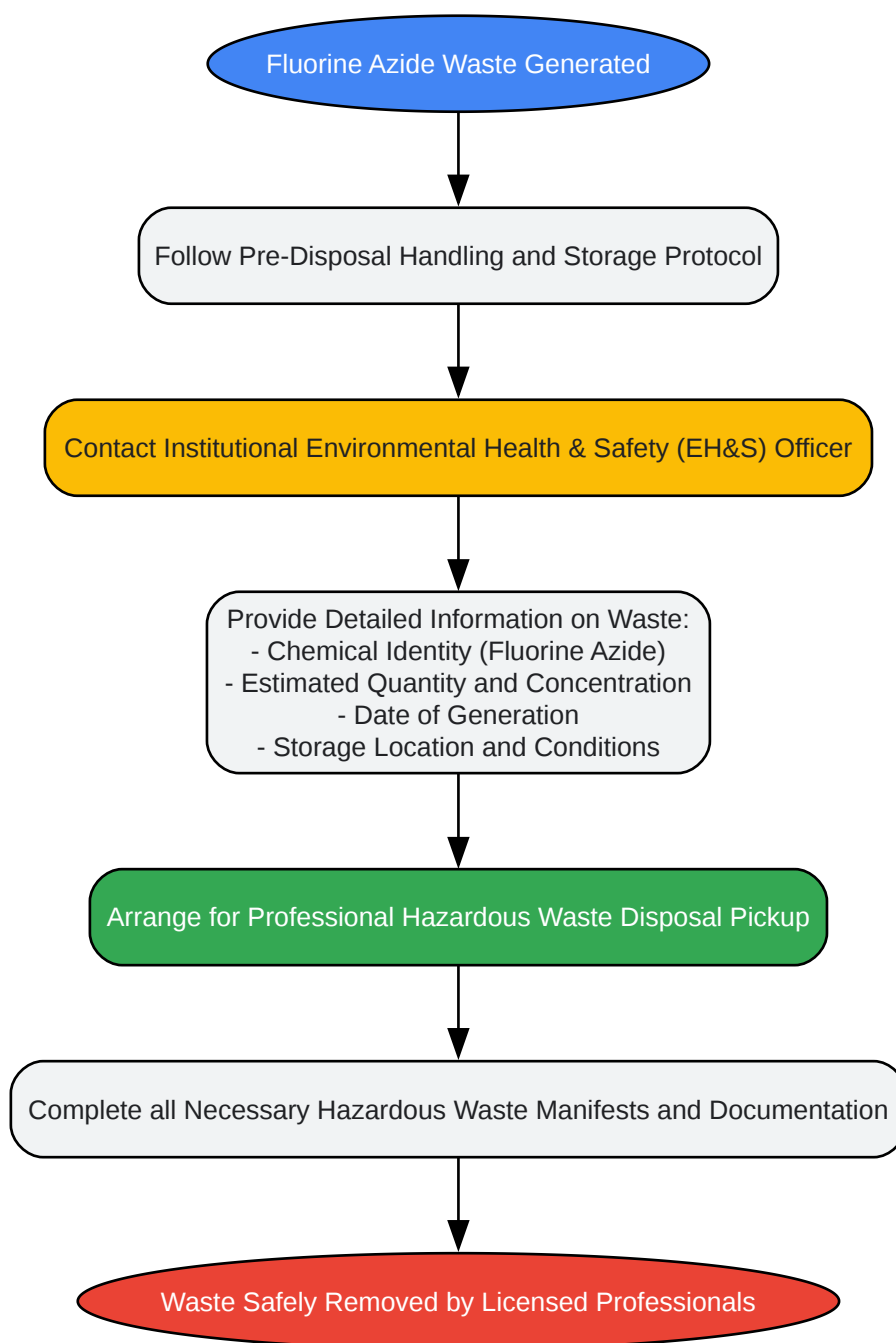 Fluorine Azide Waste Generated
Follow Pre-Disposal Handling and Storage Protocol
Contact Institutional Environmental Health & Safety (EH&S) Officer
Provide Detailed Information on Waste:
- Chemical Identity (Fluorine Azide)
- Estimated Quantity and Concentration
- Date of Generation
- Storage Location and Conditions
Arrange for Professional Hazardous Waste Disposal Pickup
Complete all Necessary Hazardous Waste Manifests and Documentation
Waste Safely Removed by Licensed Professionals